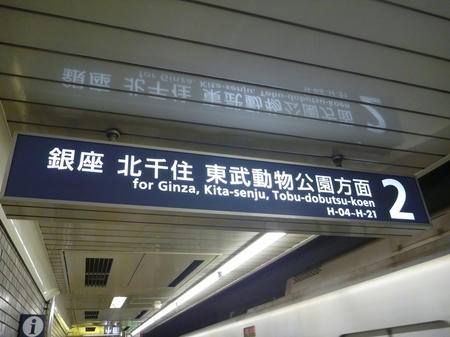 銀座 北千住 東武動物公園方面 2
for Ginza, Kita-senju, Tobu-dobutsu-koen
H-04~H-21
i